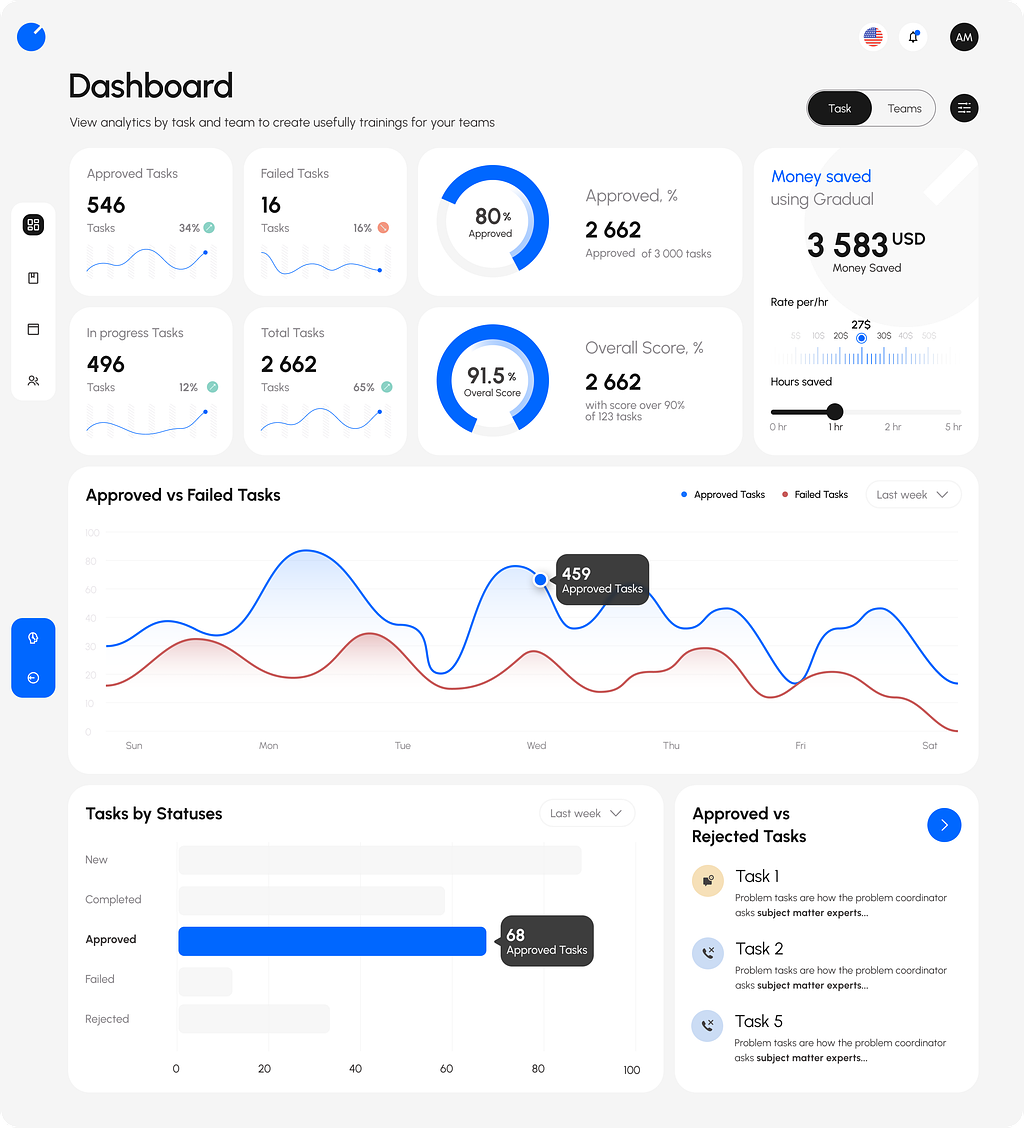 AM
Dashboard
View analytics by task and team to create usefully trainings for your teams
Task
Teams
Approved Tasks
546
Tasks
34%
Failed Tasks
16
Tasks
16%
80 %
Approved
Approved, %
2 662
Approved of 3 000 tasks
Money saved
using Gradual
3 583 USD
Money Saved
Rate per/hr
27$
5$ 10$ 20$ 30$ 40$ 50$
Hours saved
0 hr 1 hr 2 hr 5 hr
In progress Tasks
496
Tasks
12%
Total Tasks
2 662
Tasks
65%
91.5 %
Overal Score
Overall Score, %
2 662
with score over 90%
of 123 tasks
Approved vs Failed Tasks
Approved Tasks
Failed Tasks
Last week
100
80
60
40
30
20
10
0
459
Approved Tasks
Sun Mon Tue Wed Thu Fri Sat
Tasks by Statuses
Last week
New
Completed
Approved
Failed
Rejected
68
Approved Tasks
0 20 40 60 80 100
Approved vs
Rejected Tasks
Task 1
Problem tasks are how the problem coordinator
asks subject matter experts...
Task 2
Problem tasks are how the problem coordinator
asks subject matter experts...
Task 5
Problem tasks are how the problem coordinator
asks subject matter experts...